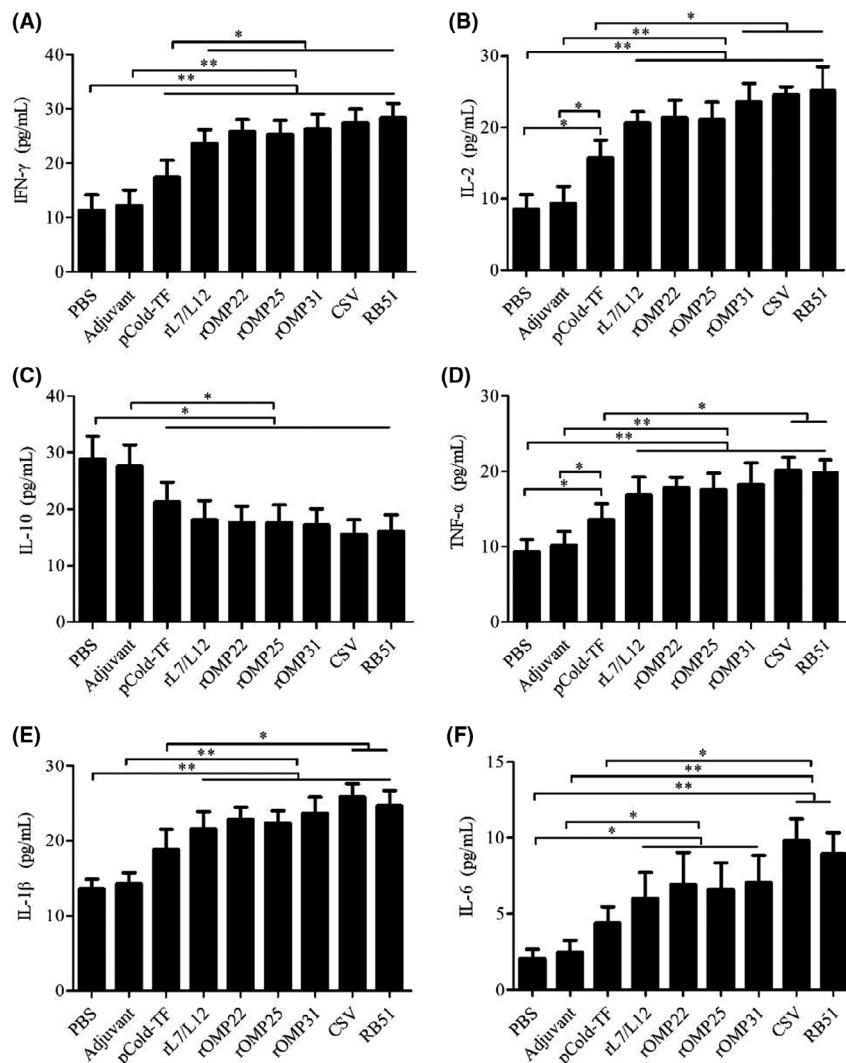 (A)
*
**
**
40
30
20
10
0
IFN-γ (pg/mL)
PBS
Adjuvant
pCold-TF
rL7/L12
rOMP22
rOMP25
rOMP31
CSV
RB51
(B)
*
**
**
*
*
30
20
10
0
IL-2 (pg/mL)
PBS
Adjuvant
pCold-TF
rL7/L12
rOMP22
rOMP25
rOMP31
CSV
RB51
(C)
*
*
40
30
20
10
0
IL-10 (pg/mL)
PBS
Adjuvant
pCold-TF
rL7/L12
rOMP22
rOMP25
rOMP31
CSV
RB51
(D)
*
**
**
*
*
30
20
10
0
TNF-α (pg/mL)
PBS
Adjuvant
pCold-TF
rL7/L12
rOMP22
rOMP25
rOMP31
CSV
RB51
(E)
*
**
**
30
20
10
0
IL-1β (pg/mL)
PBS
Adjuvant
pCold-TF
rL7/L12
rOMP22
rOMP25
rOMP31
CSV
RB51
(F)
*
**
**
*
*
15
10
5
0
IL-6 (pg/mL)
PBS
Adjuvant
pCold-TF
rL7/L12
rOMP22
rOMP25
rOMP31
CSV
RB51